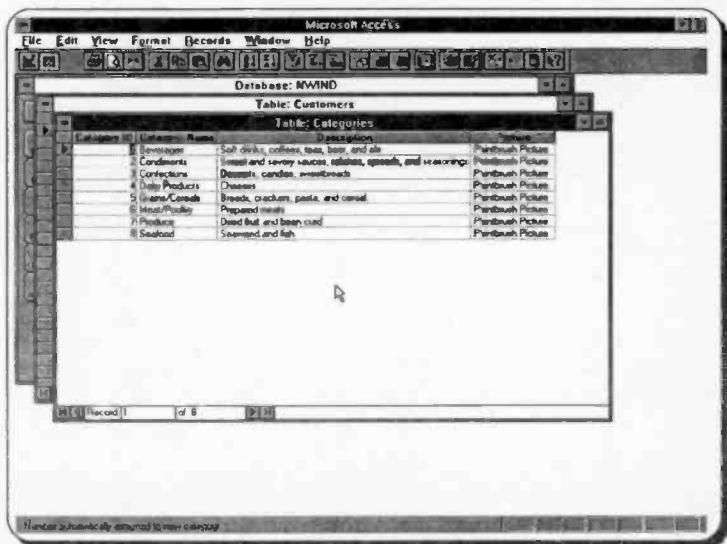 Microsoft Access
File Edit View Format Records Window Help
Database: NWIND
Table: Customers
Table: Categories
Category ID Category Name Description Picture
1 Beverages Soft drinks, coffees, teas, beer, and ale Paintbrush Picture
2 Condiments Sweet and savory sauces, relishes, spreads, and seasonings Paintbrush Picture
3 Confections Desserts, candies, sweetbreads Paintbrush Picture
4 Dairy Products Cheeses Paintbrush Picture
5 Grains/Cereals Breads, crackers, pasta, and cereal Paintbrush Picture
6 Meat/Poultry Prepared meats Paintbrush Picture
7 Produce Dried fruit and bean curd Paintbrush Picture
8 Seafood Seaweed and fish Paintbrush Picture
Record: 1 of 8
Number automatically assigned to new category